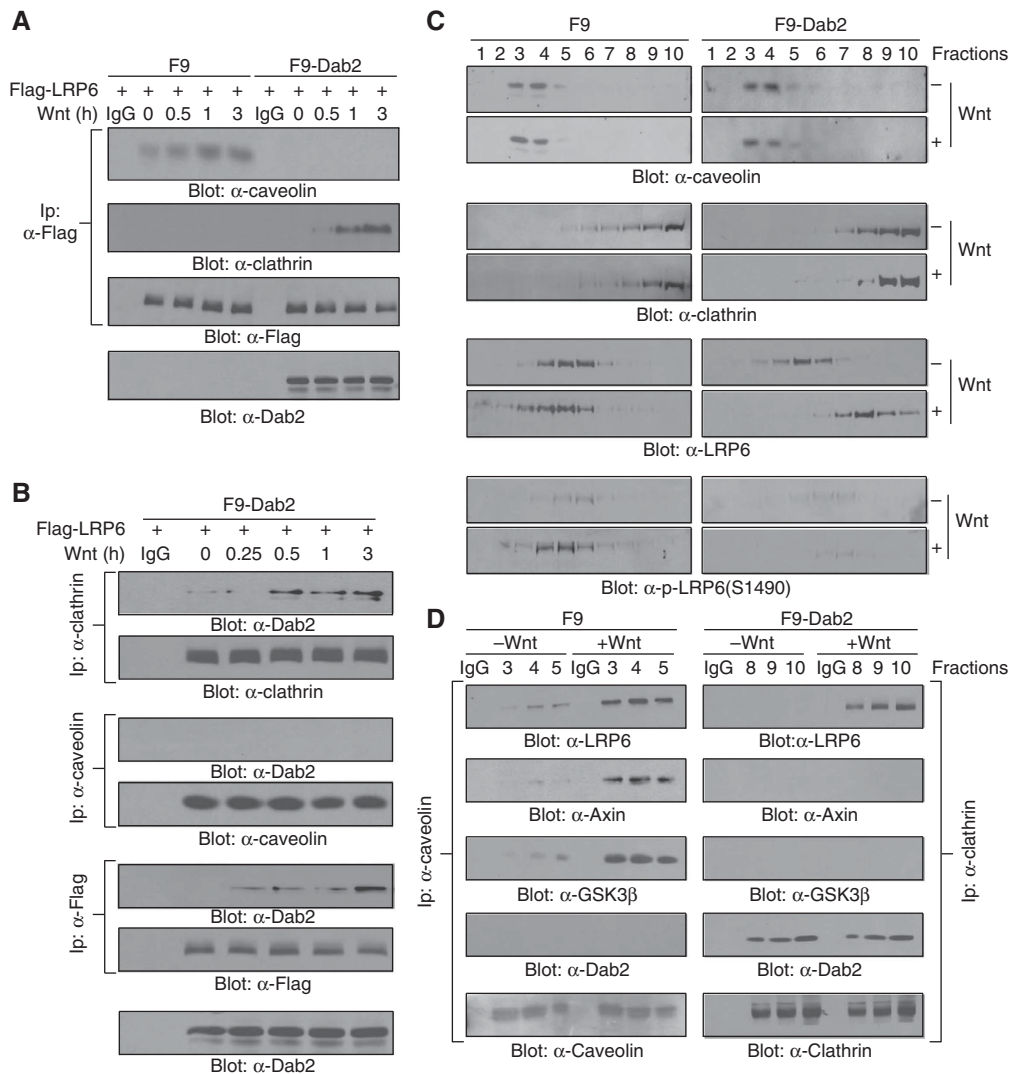 A
F9 F9-Dab2
Flag-LRP6 + + + + + + + + + +
Wnt (h) IgG 0 0.5 1 3 IgG 0 0.5 1 3
Ip:
α-Flag
Blot: α-caveolin
Blot: α-clathrin
Blot: α-Flag
Blot: α-Dab2
B
F9-Dab2
Flag-LRP6 + + + + + +
Wnt (h) IgG 0 0.25 0.5 1 3
Ip: α-clathrin
Blot: α-Dab2
Blot: α-clathrin
Ip: α-caveolin
Blot: α-Dab2
Blot: α-caveolin
Ip: α-Flag
Blot: α-Dab2
Blot: α-Flag
Blot: α-Dab2
C
F9 F9-Dab2
1 2 3 4 5 6 7 8 9 10 1 2 3 4 5 6 7 8 9 10 Fractions
–
Wnt
+
Blot: α-caveolin
–
Wnt
+
Blot: α-clathrin
–
Wnt
+
Blot: α-LRP6
–
Wnt
+
Blot: α-p-LRP6(S1490)
D
F9 F9-Dab2
–Wnt +Wnt –Wnt +Wnt
IgG 3 4 5 IgG 3 4 5 IgG 8 9 10 IgG 8 9 10 Fractions
Ip: α-caveolin
Ip: α-clathrin
Blot: α-LRP6 Blot:α-LRP6
Blot: α-Axin Blot: α-Axin
Blot: α-GSK3β Blot: α-GSK3β
Blot: α-Dab2 Blot: α-Dab2
Blot: α-Caveolin Blot: α-Clathrin